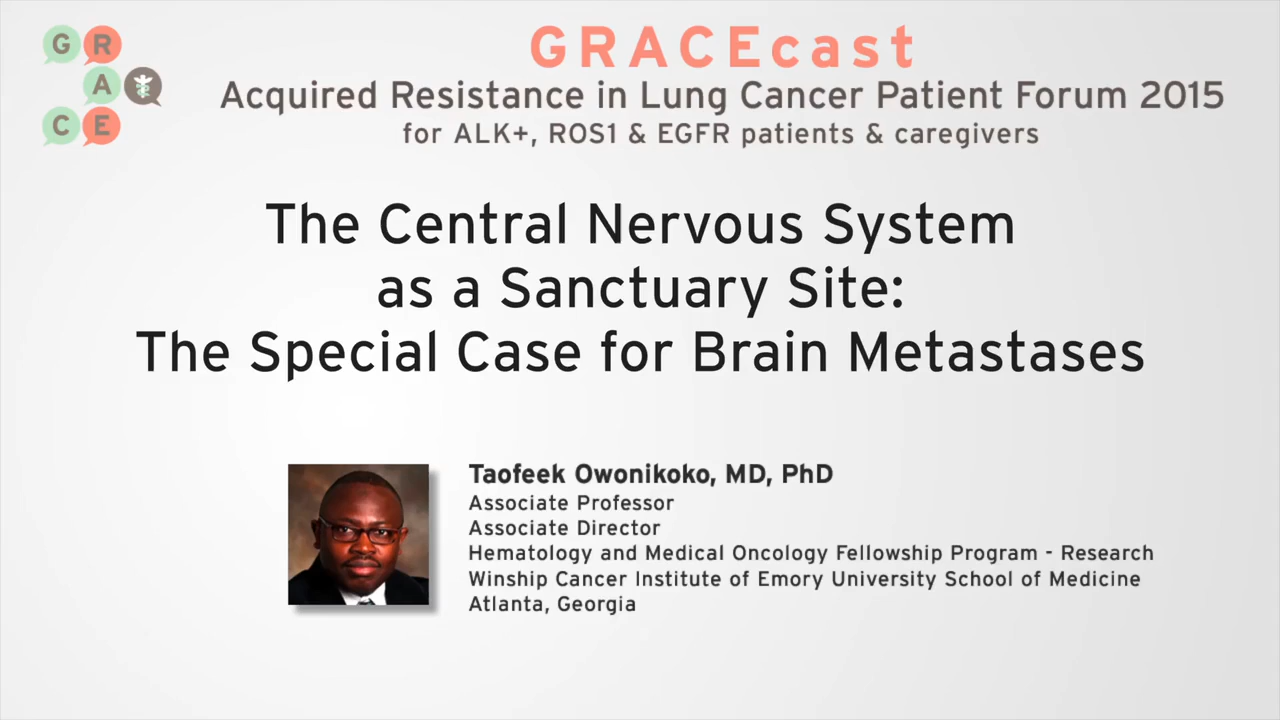 G R
A
C E
GRACEcast
Acquired Resistance in Lung Cancer Patient Forum 2015
for ALK+, ROS1 & EGFR patients & caregivers
The Central Nervous System
as a Sanctuary Site:
The Special Case for Brain Metastases
Taofeek Owonikoko, MD, PhD
Associate Professor
Associate Director
Hematology and Medical Oncology Fellowship Program - Research
Winship Cancer Institute of Emory University School of Medicine
Atlanta, Georgia